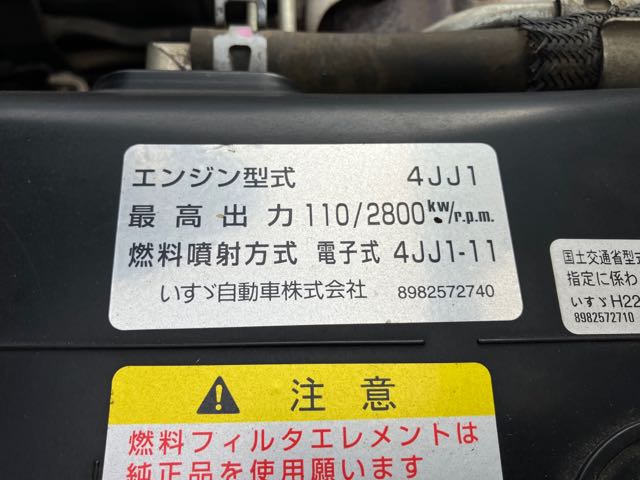 エンジン型式 4JJ1
最高出力 110/2800kw/r.p.m.
燃料噴射方式 電子式 4JJ1-11
いすゞ自動車株式会社 8982572740
国土交通省型式
指定に係わ
いすゞH22
8982572710
注意
燃料フィルタエレメントは
純正品を使用願います